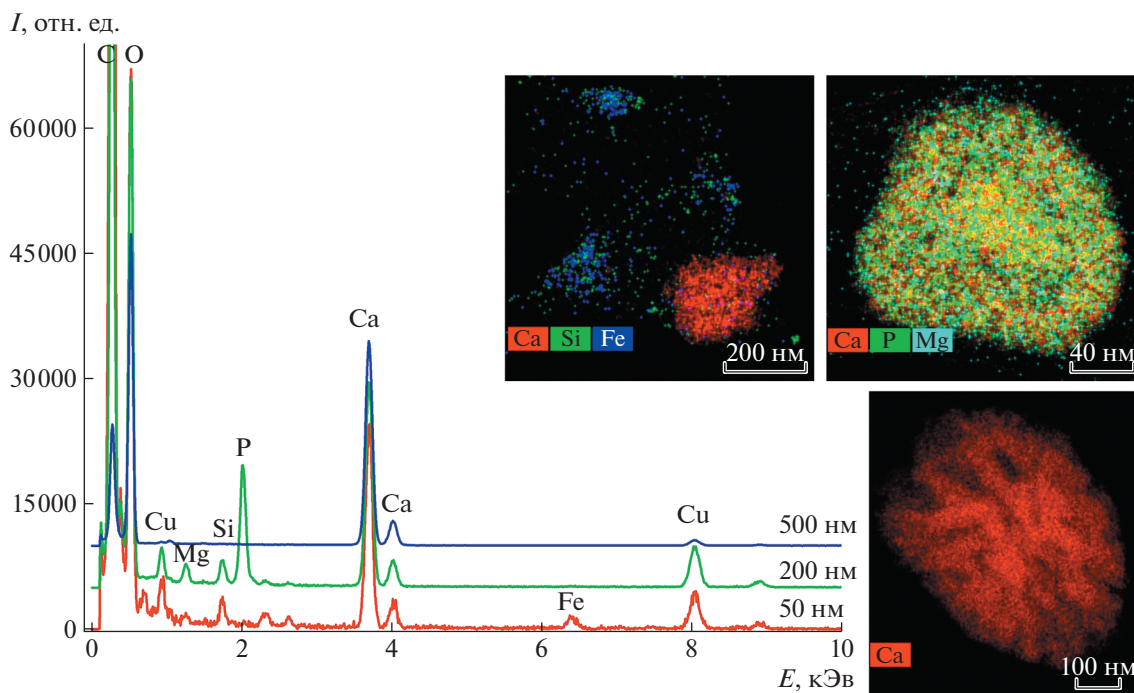 I, отн. ед.
C O
60000
45000
30000
15000
0
Ca
P
Ca
Cu
Si
Mg
Cu
Fe
500 нм
200 нм
50 нм
0 2 4 6 8 10
E, кЭв
Ca Si Fe
200 нм
Ca P Mg
40 нм
Ca
100 нм